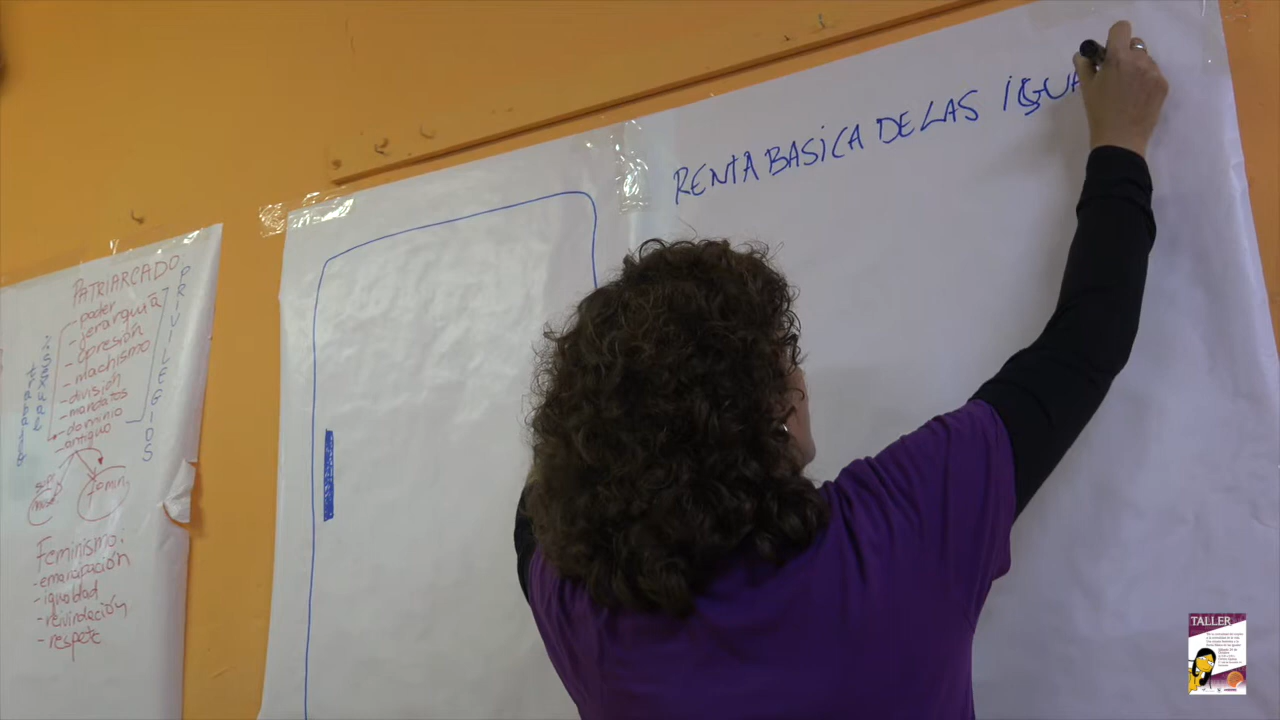 PATRIARCADO:
- poder
- jerarquía
- opresión
- machismo
- división
- mandatos
- dominio
- antiguo
PRIVILEGIOS
Femin.
Feminismo:
- emancipación
- igualdad
- reivindicación
- respeto
RENTA BASICA DE LAS IGUA
TALLER